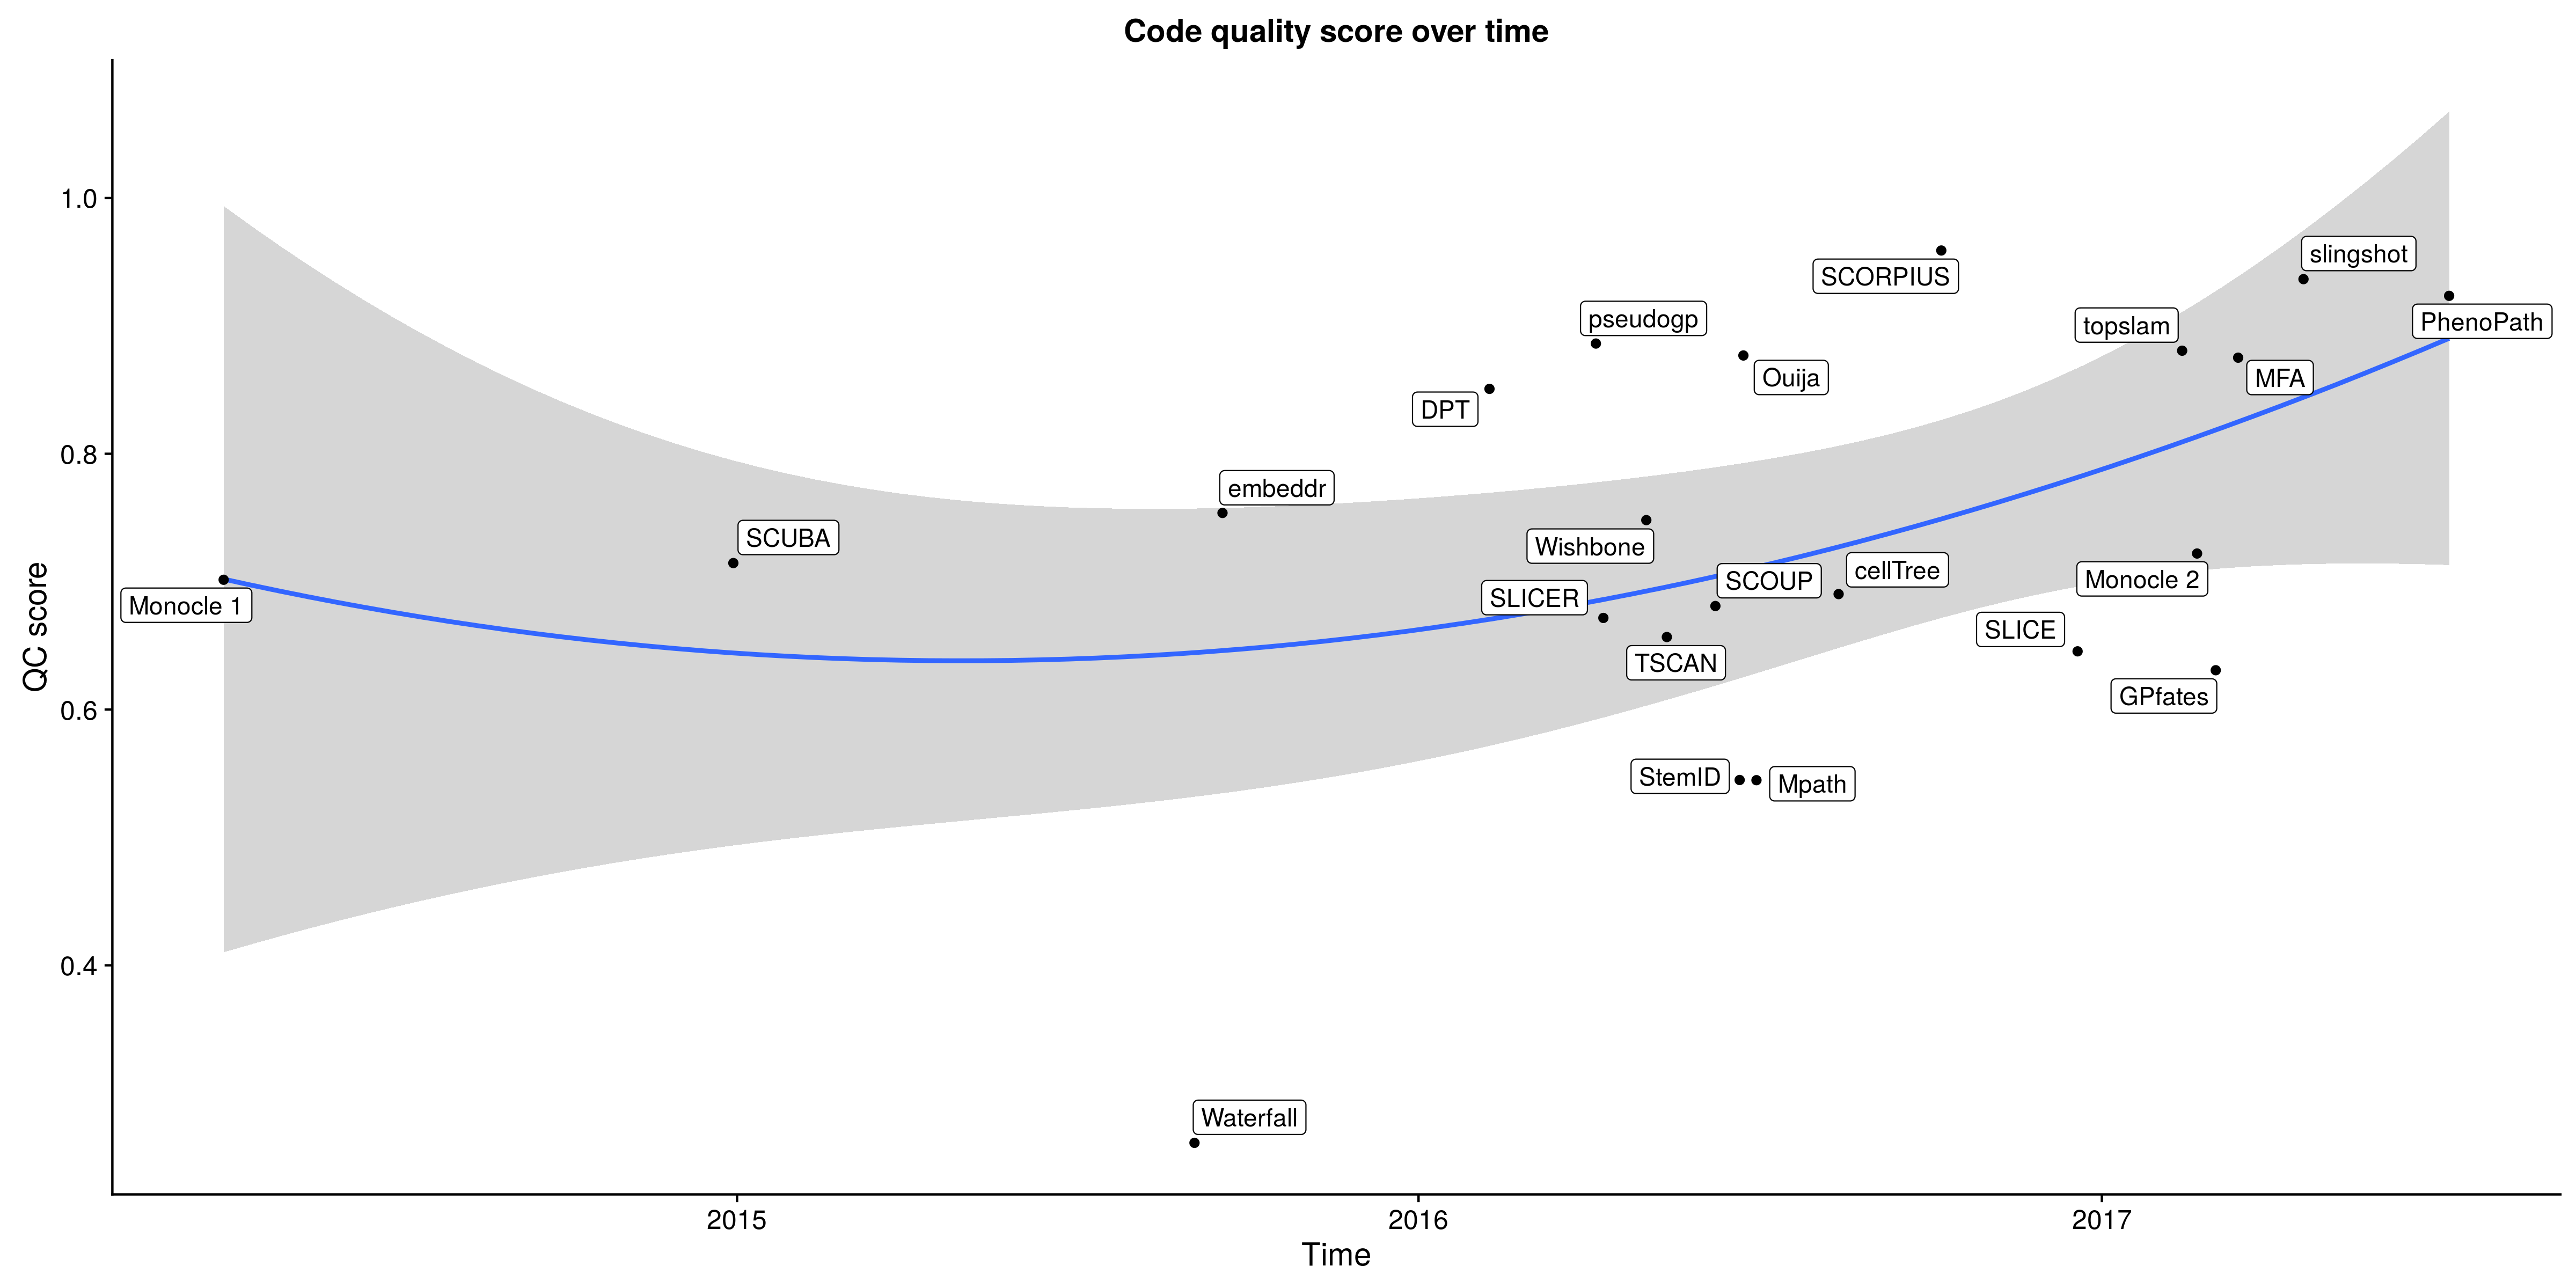 Code quality score over time
QC score
1.0
0.8
0.6
0.4
SCORPIUS
slingshot
pseudogp
topslam
PhenoPath
Ouija
MFA
DPT
embeddr
SCUBA
Wishbone
cellTree
SCOUP
Monocle 2
SLICER
Monocle 1
SLICE
TSCAN
GPfates
StemID
Mpath
Waterfall
2015
2016
2017
Time